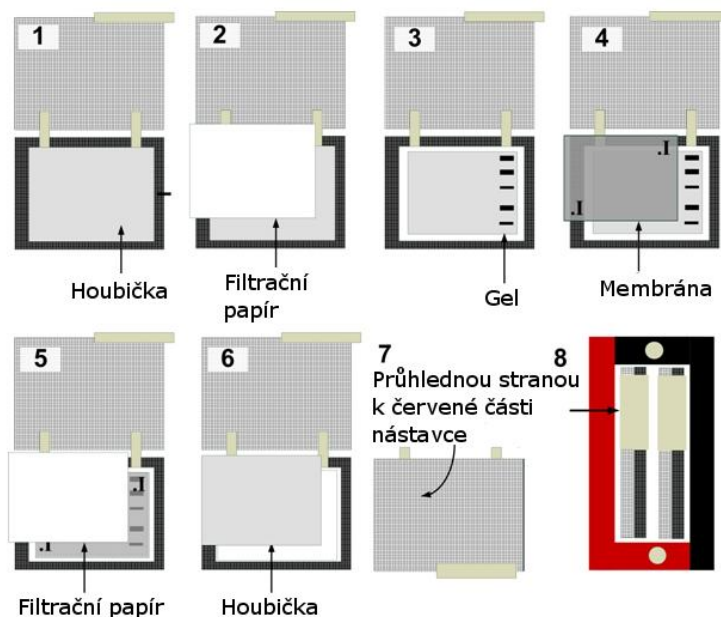 1
2
3
4
Houbička
Filtrační
papír
Gel
Membrána
.I
.I
5
6
7
8
Průhlednou stranou
k červené části
nástavce
.I
.I
Filtrační papír
Houbička